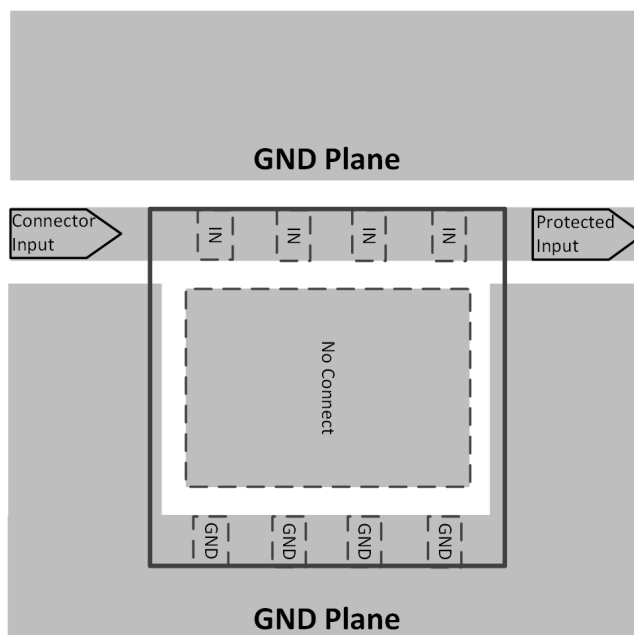 GND Plane
Connector
Input
IN
IN
IN
IN
Protected
Input
No Connect
GND
GND
GND
GND
GND Plane